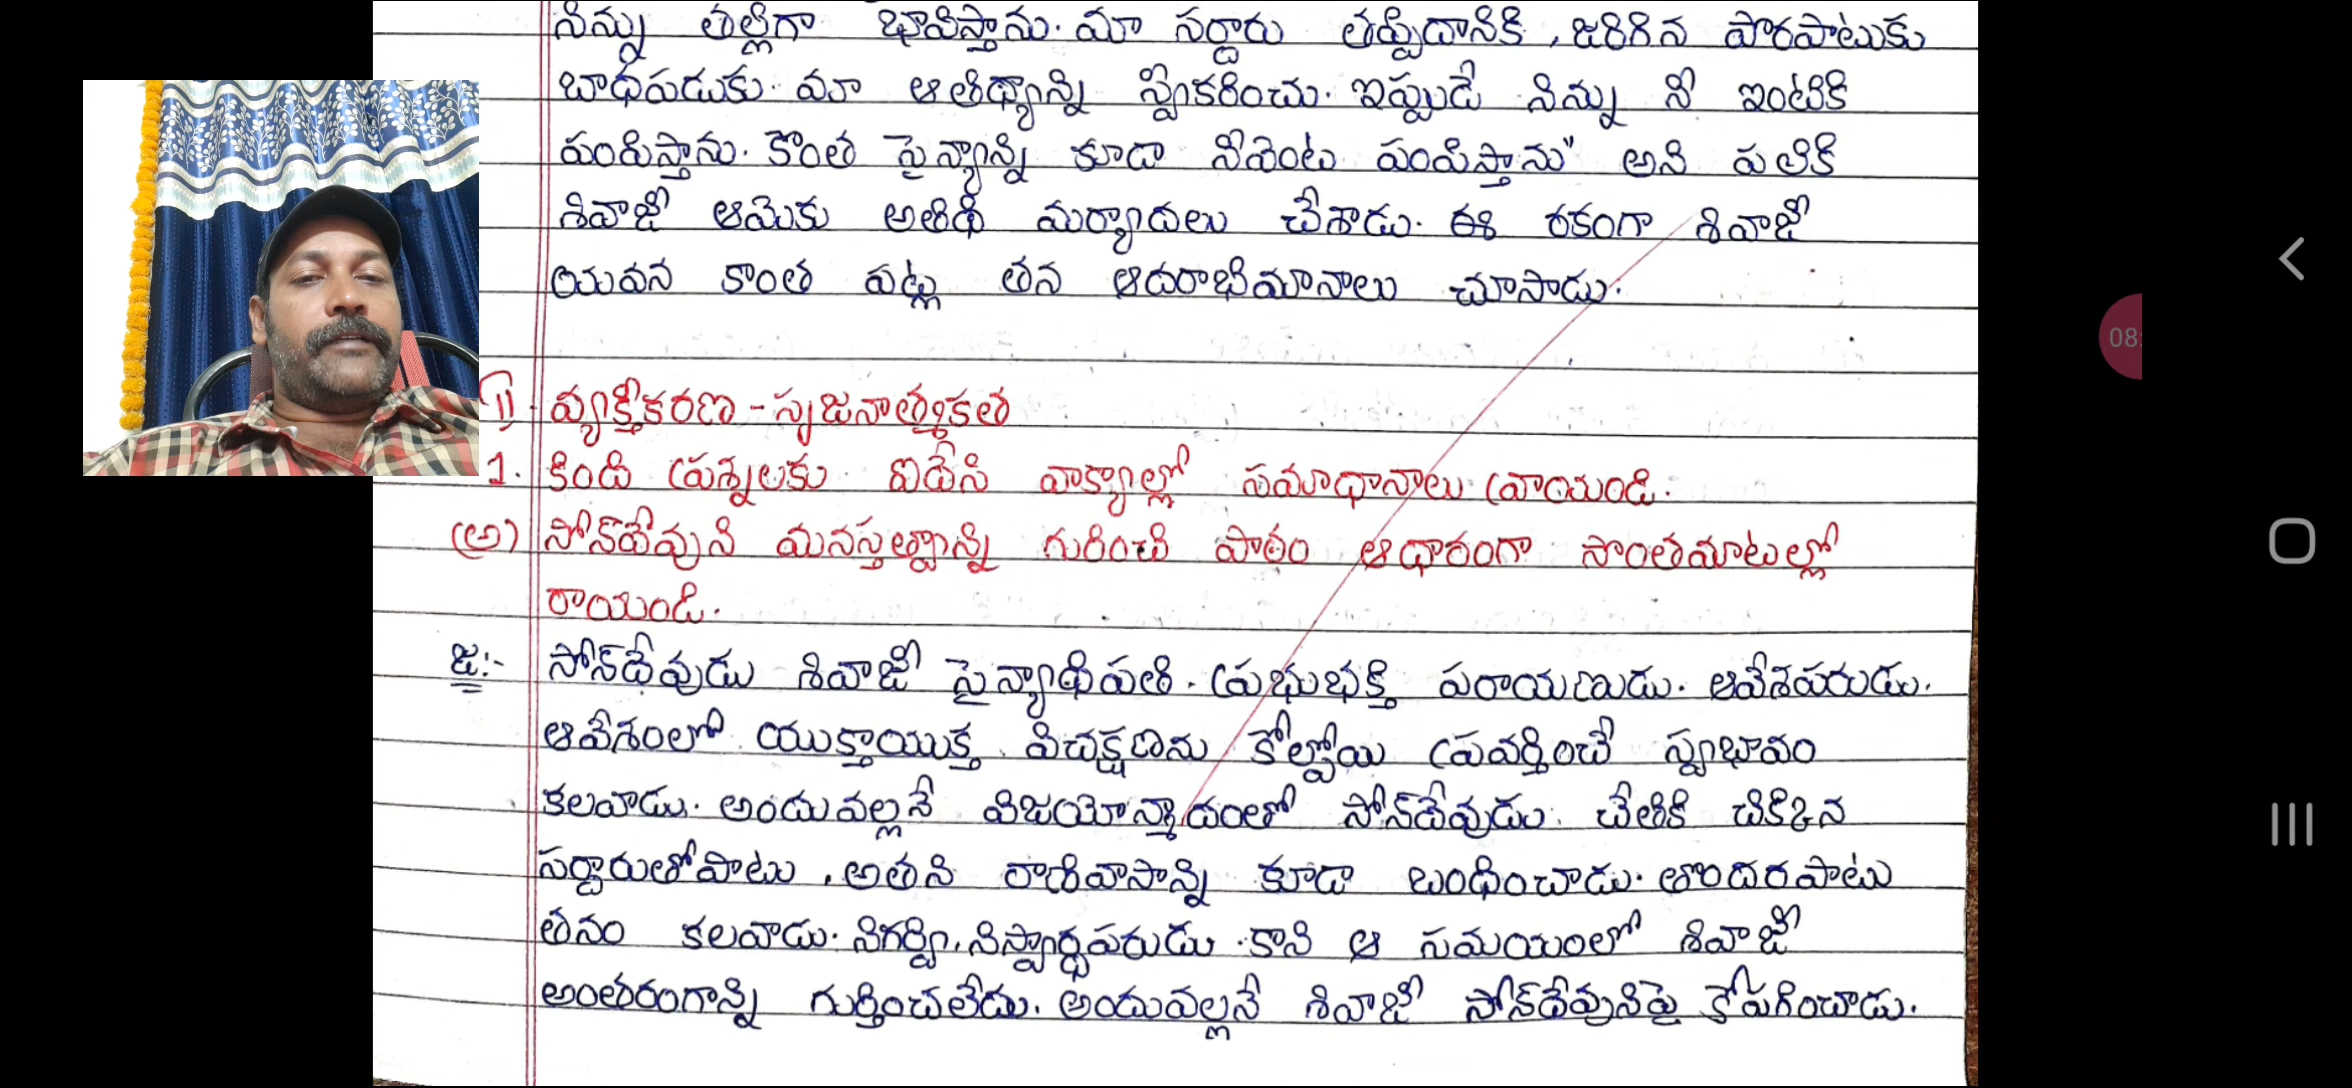 నిన్ను తల్లిగా భావిస్తాను. మా సర్దారు తప్పిదానికి, జరిగిన పొరపాటుకు
బాధపడుకు. మా ఆతిథ్యాన్ని స్వీకరించు. ఇప్పుడే నిన్ను నీ ఇంటికి
పంపిస్తాను. కొంత సైన్యాన్ని కూడా నీవెంట పంపిస్తాను" అని పలికి
శివాజీ ఆమెకు అతిథి మర్యాదలు చేశాడు. ఈ రకంగా శివాజీ
యవన కాంత పట్ల తన ఆదరాభిమానాలు చూసాడు.
II. వ్యక్తీకరణ - సృజనాత్మకత
1. కింది ప్రశ్నలకు ఐదేసి వాక్యాల్లో సమాధానాలు వ్రాయండి.
(అ) సోన్‌దేవుని మనస్తత్వాన్ని గురించి పాఠం ఆధారంగా సొంతమాటల్లో
రాయండి.
జ:- సోన్‌దేవుడు శివాజీ సైన్యాధిపతి. ప్రభుభక్తి పరాయణుడు. ఆవేశపరుడు.
ఆవేశంలో యుక్తాయుక్త విచక్షణను కోల్పోయి ప్రవర్తించే స్వభావం
కలవాడు. అందువల్లనే విజయోన్మాదంతో సోన్‌దేవుడు చేతికి చిక్కిన
సర్దారుతోపాటు, అతని రాణివాసాన్ని కూడా బంధించాడు. తొందరపాటు
తనం కలవాడు. నిగర్వి, నిస్వార్థపరుడు. కాని ఆ సమయంలో శివాజీ
అంతరంగాన్ని గుర్తించలేదు. అందువల్లనే శివాజీ సోన్‌దేవునిపై కోపగించాడు.
08: